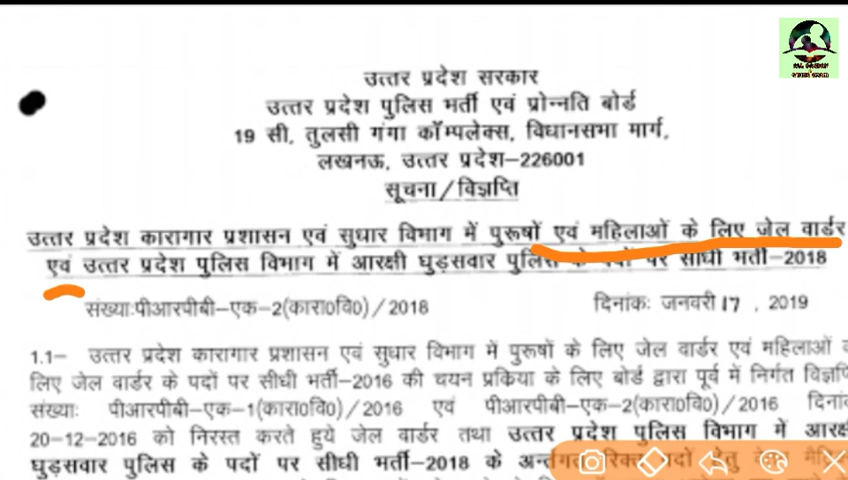 उत्तर प्रदेश सरकार
उत्तर प्रदेश पुलिस भर्ती एवं प्रोन्नति बोर्ड
19 सी, तुलसी गंगा कॉम्पलेक्स, विधानसभा मार्ग,
लखनऊ, उत्तर प्रदेश-226001
सूचना/विज्ञप्ति
उत्तर प्रदेश कारागार प्रशासन एवं सुधार विभाग में पुरूषों एवं महिलाओं के लिए जेल वार्डर
एवं उत्तर प्रदेश पुलिस विभाग में आरक्षी घुड़सवार पुलिस के पदों पर सीधी भर्ती-2018
संख्याःपीआरपीबी-एक-2(कारा0वि0)/2018 दिनांकः जनवरी 17, 2019
1.1- उत्तर प्रदेश कारागार प्रशासन एवं सुधार विभाग में पुरूषों के लिए जेल वार्डर एवं महिलाओं
लिए जेल वार्डर के पदों पर सीधी भर्ती-2016 की चयन प्रकिया के लिए बोर्ड द्वारा पूर्व में निर्गत
संख्याः पीआरपीबी-एक-1(कारा0वि0)/2016 एवं पीआरपीबी-एक-2(कारा0वि0)/2016
20-12-2016 को निरस्त करते हुये जेल वार्डर तथा उत्तर प्रदेश पुलिस विभाग में
घुड़सवार पुलिस के पदों पर सीधी भर्ती-2018 के